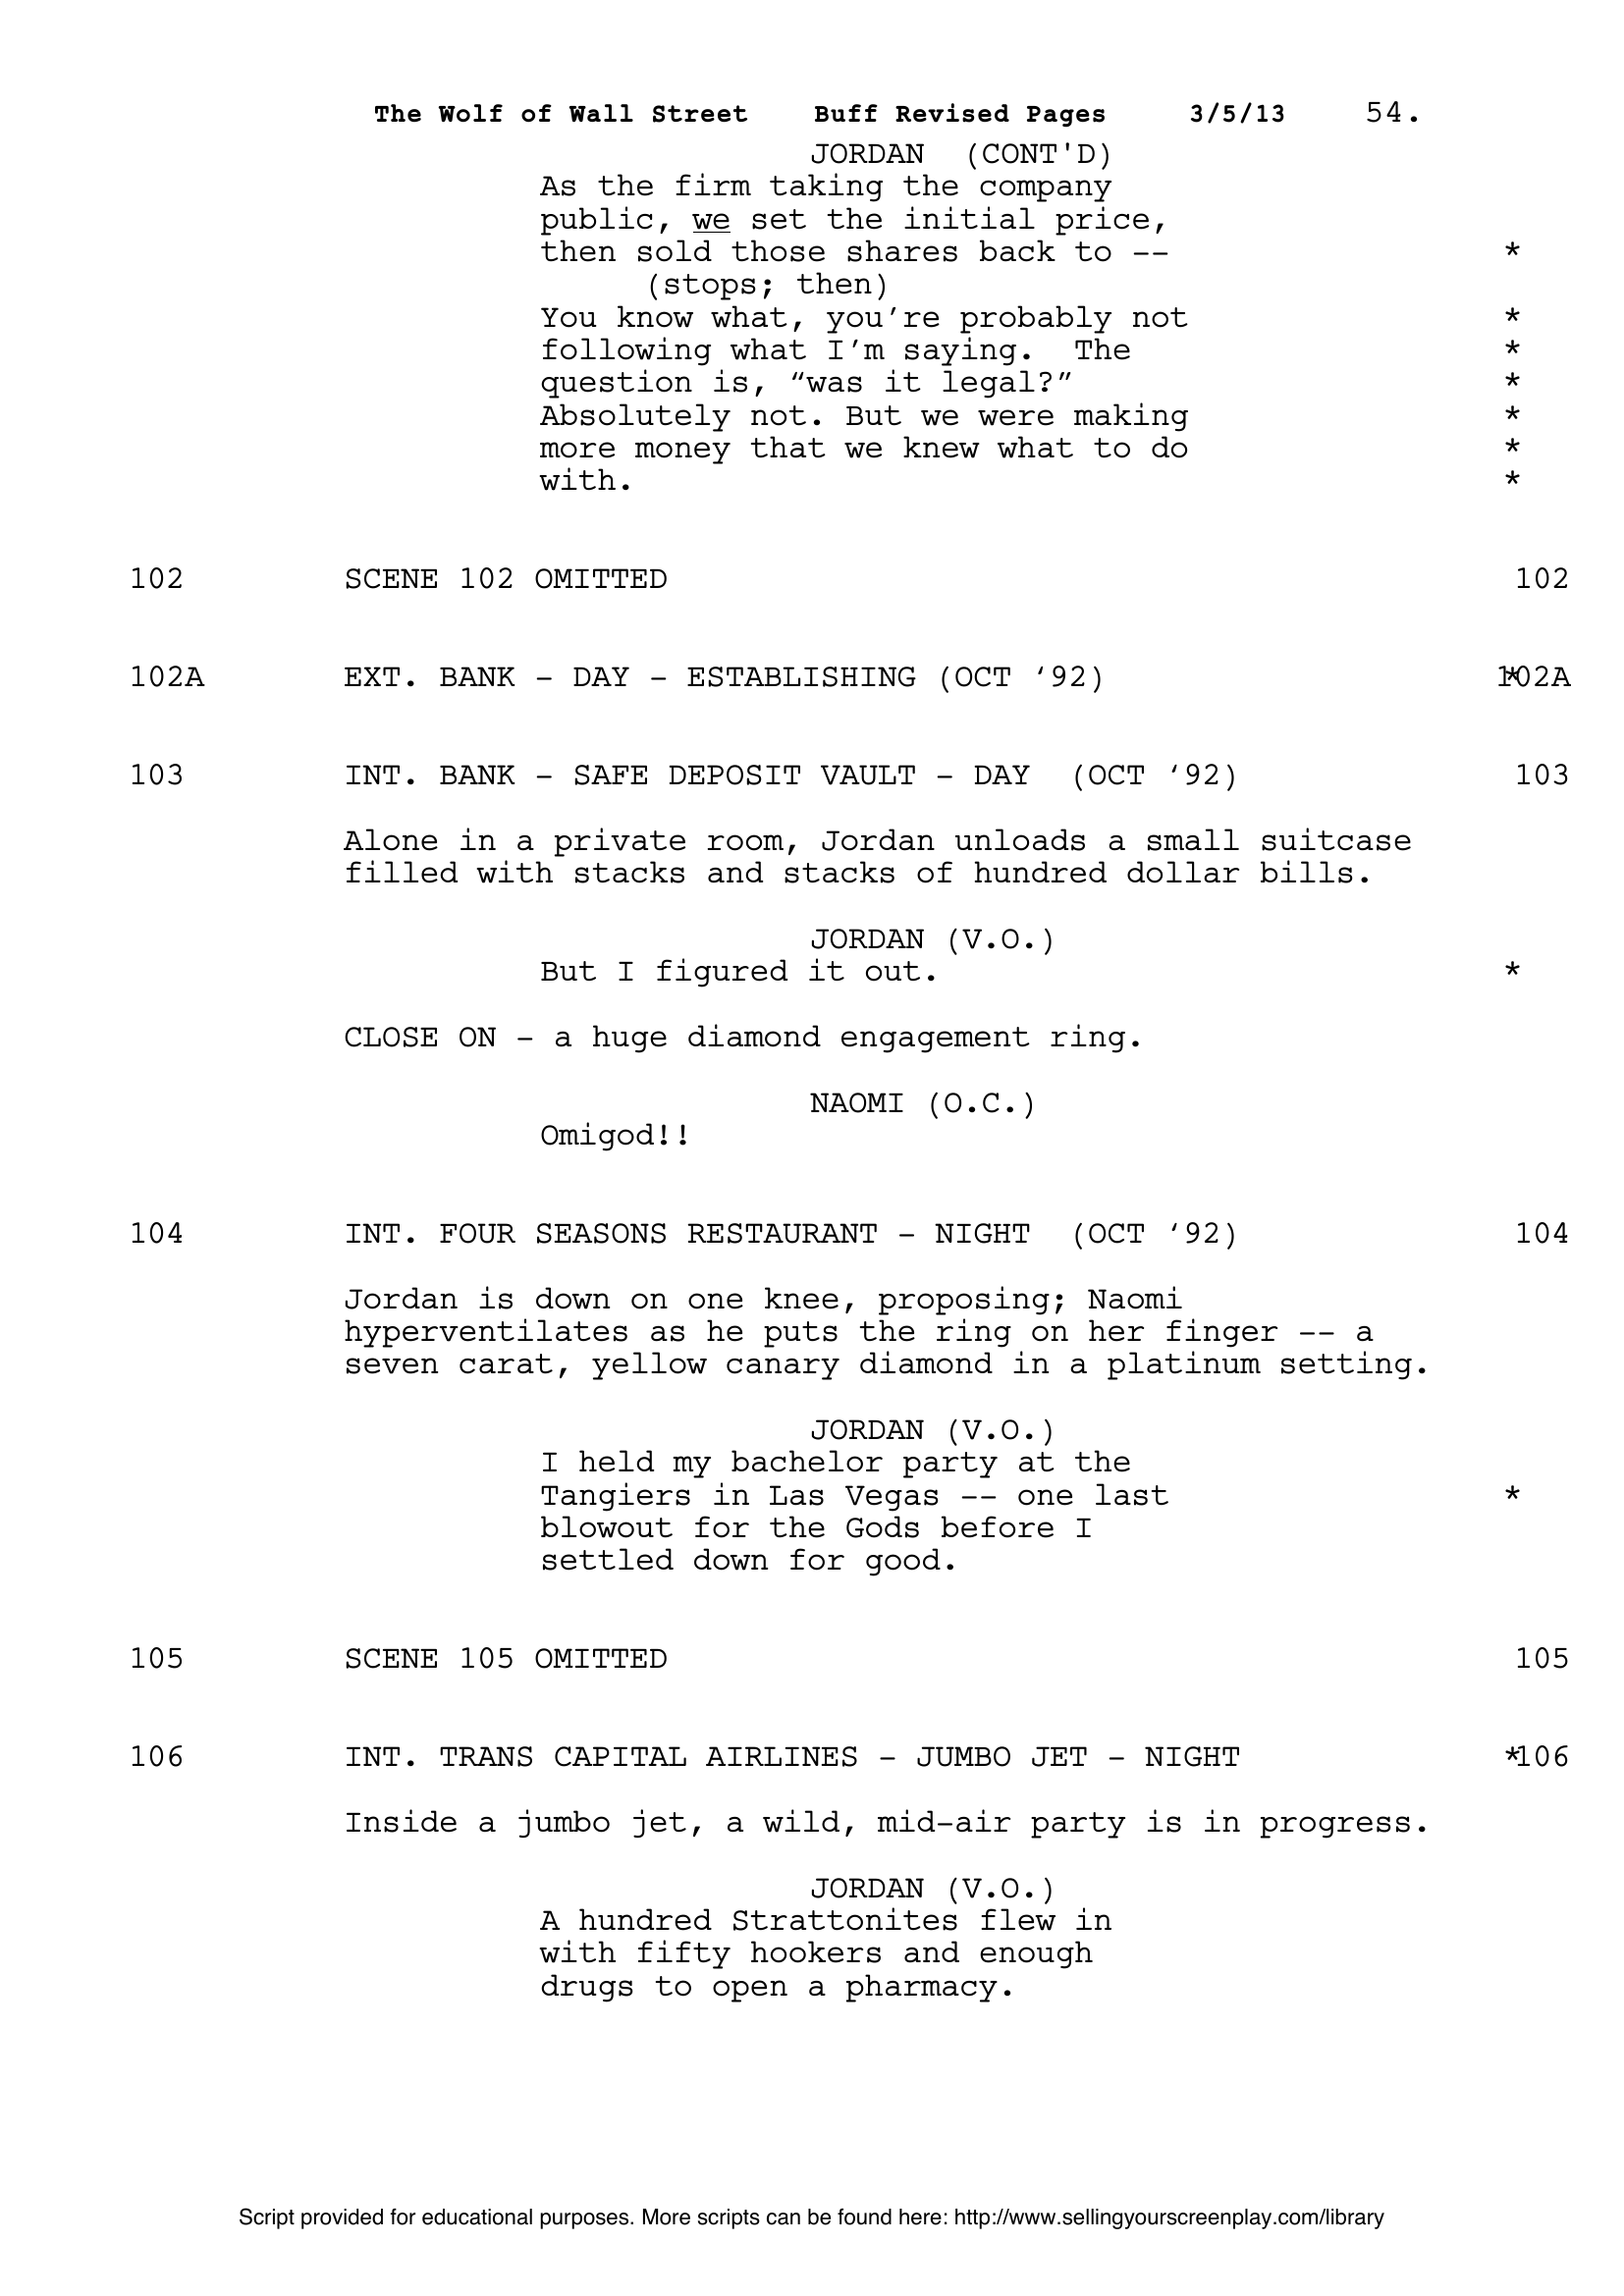 The Wolf of Wall Street    Buff Revised Pages    3/5/13    54.
JORDAN (CONT'D)
As the firm taking the company
public, we set the initial price,
then sold those shares back to -- *
(stops; then)
You know what, you’re probably not *
following what I’m saying. The *
question is, “was it legal?” *
Absolutely not. But we were making *
more money that we knew what to do *
with. *
102 SCENE 102 OMITTED 102
102A EXT. BANK - DAY - ESTABLISHING (OCT ‘92) *102A
103 INT. BANK - SAFE DEPOSIT VAULT - DAY (OCT ‘92) 103
Alone in a private room, Jordan unloads a small suitcase
filled with stacks and stacks of hundred dollar bills.
JORDAN (V.O.)
But I figured it out. *
CLOSE ON - a huge diamond engagement ring.
NAOMI (O.C.)
Omigod!!
104 INT. FOUR SEASONS RESTAURANT - NIGHT (OCT ‘92) 104
Jordan is down on one knee, proposing; Naomi
hyperventilates as he puts the ring on her finger -- a
seven carat, yellow canary diamond in a platinum setting.
JORDAN (V.O.)
I held my bachelor party at the
Tangiers in Las Vegas -- one last *
blowout for the Gods before I
settled down for good.
105 SCENE 105 OMITTED 105
106 INT. TRANS CAPITAL AIRLINES - JUMBO JET - NIGHT *106
Inside a jumbo jet, a wild, mid-air party is in progress.
JORDAN (V.O.)
A hundred Strattonites flew in
with fifty hookers and enough
drugs to open a pharmacy.
Script provided for educational purposes. More scripts can be found here: http://www.sellingyourscreenplay.com/library